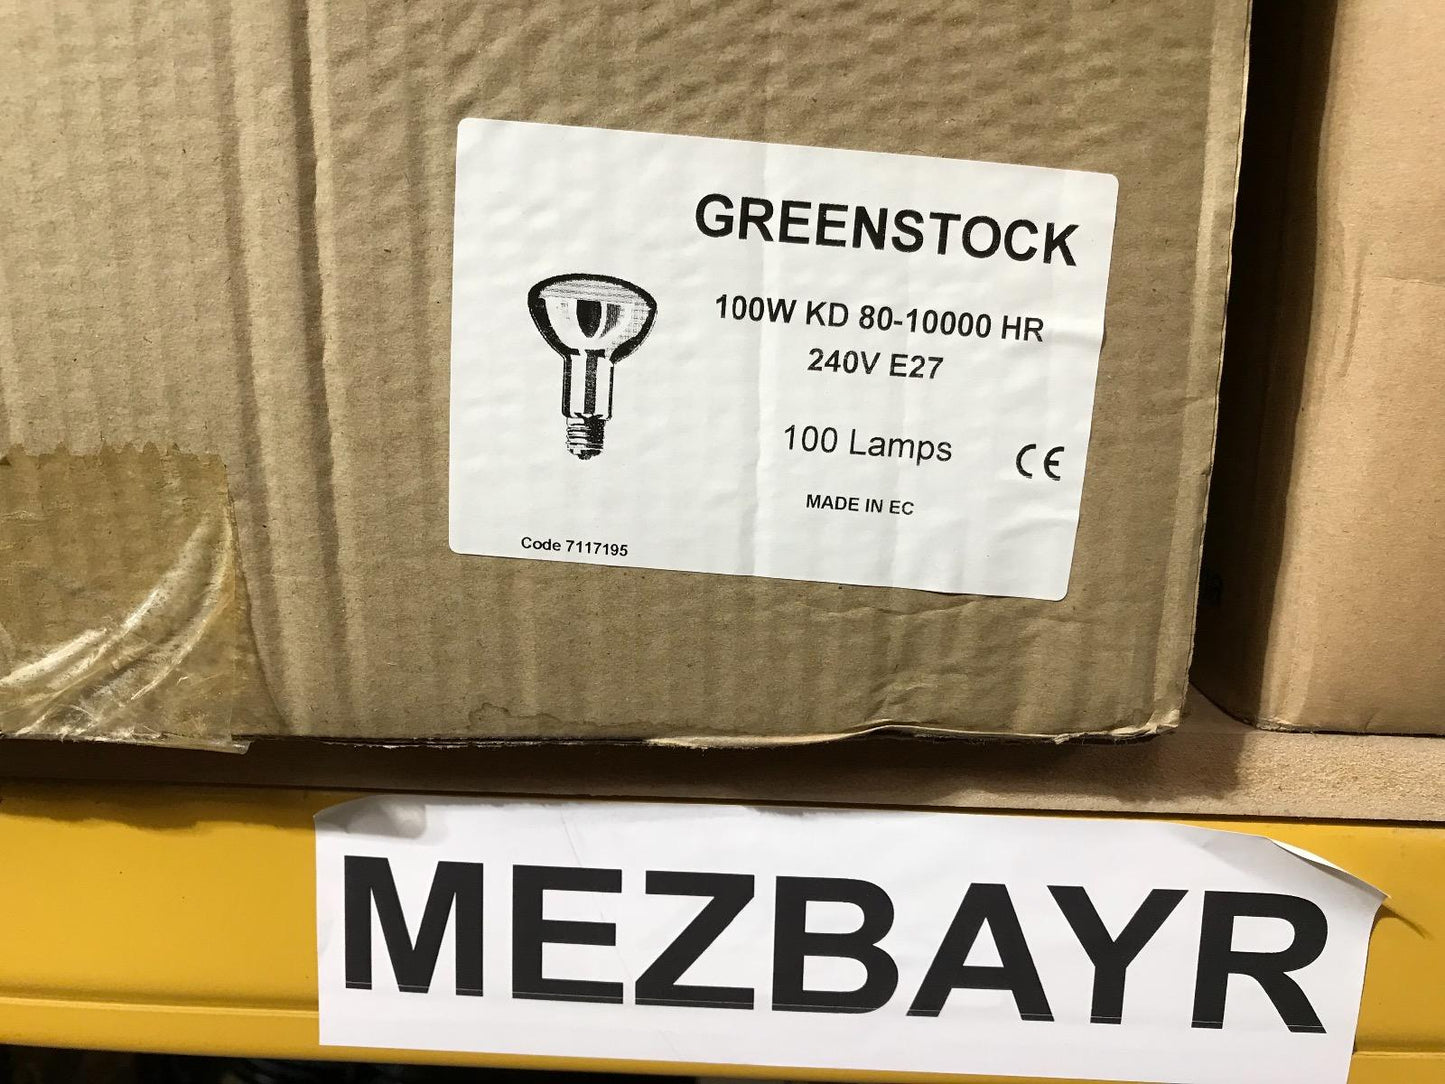 GREENSTOCK
100W KD 80-10000 HR
240V E27
100 Lamps
CE
MADE IN EC
Code 7117195
MEZBAYR